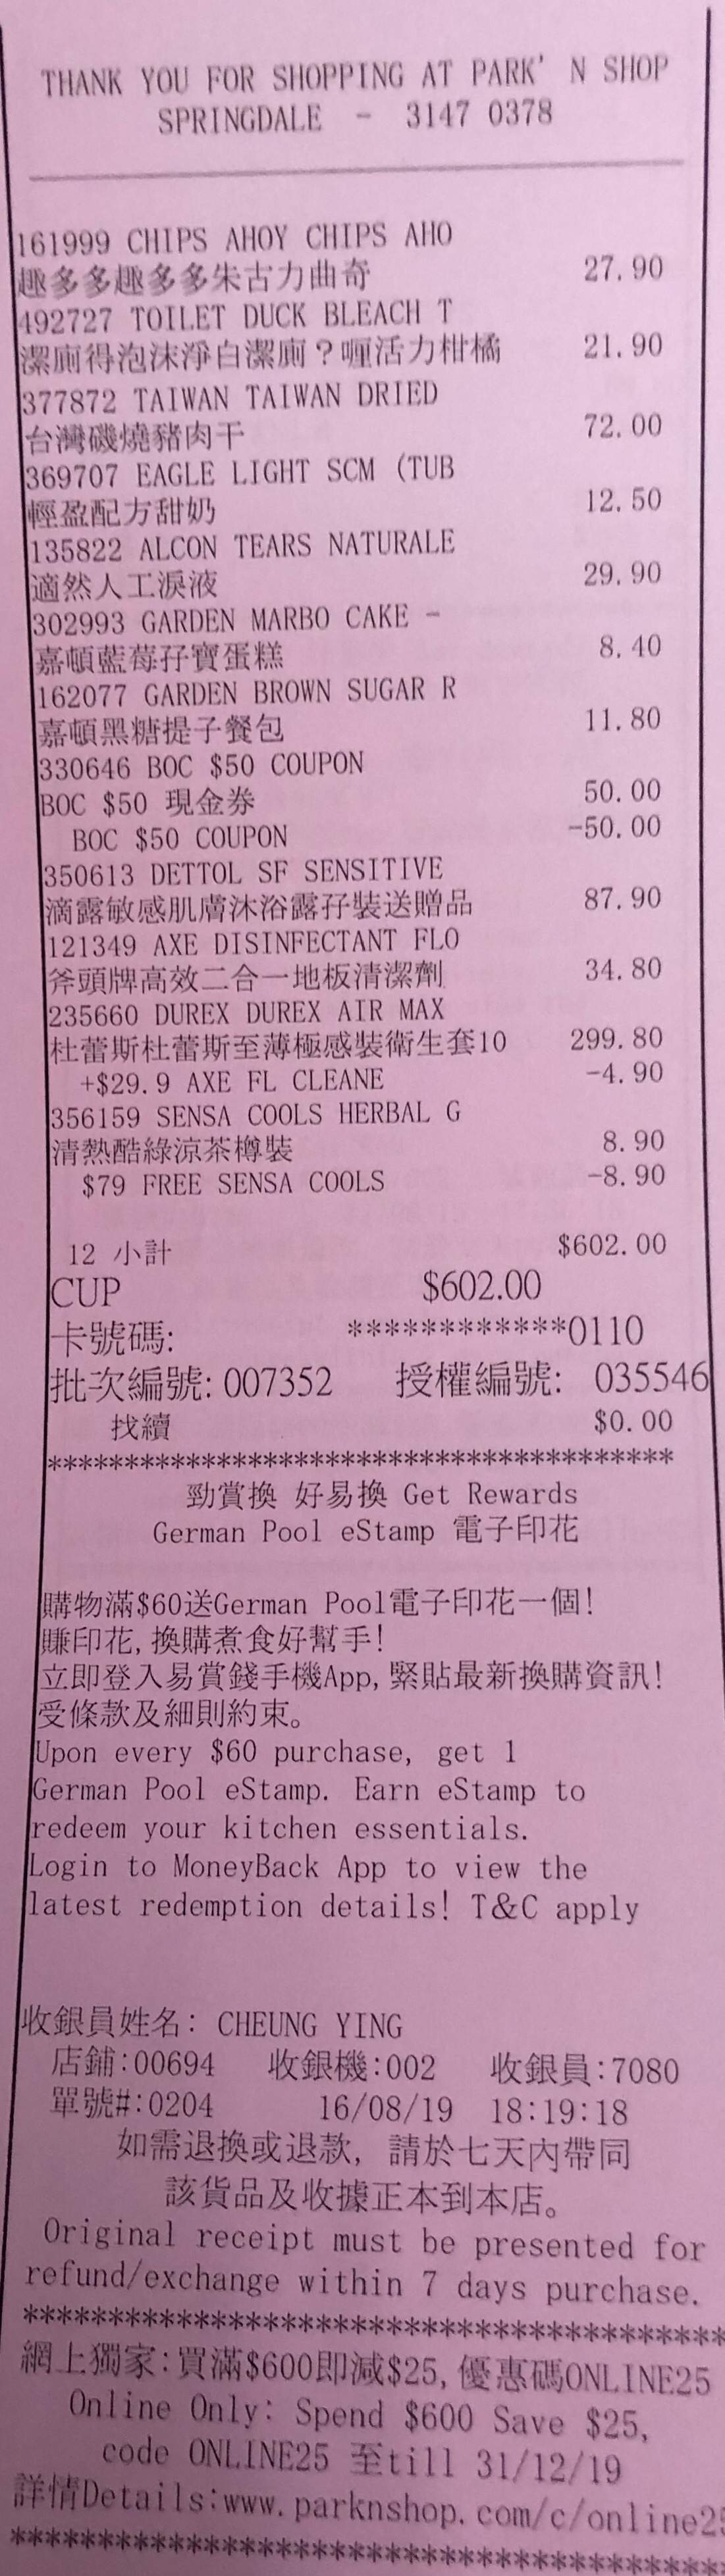 THANK YOU FOR SHOPPING AT PARK' N SHOP
SPRINGDALE - 3147 0378
161999 CHIPS AHOY CHIPS AHO
趣多多趣多多朱古力曲奇 27.90
492727 TOILET DUCK BLEACH T
潔廁得泡沫淨白潔廁？喱活力柑橘 21.90
377872 TAIWAN TAIWAN DRIED
台灣磯燒豬肉干 72.00
369707 EAGLE LIGHT SCM (TUB
輕盈配方甜奶 12.50
135822 ALCON TEARS NATURALE
適然人工淚液 29.90
302993 GARDEN MARBO CAKE -
嘉頓藍莓孖寶蛋糕 8.40
162077 GARDEN BROWN SUGAR R
嘉頓黑糖提子餐包 11.80
330646 BOC $50 COUPON
BOC $50 現金券 50.00
BOC $50 COUPON -50.00
350613 DETTOL SF SENSITIVE
滴露敏感肌膚沐浴露孖裝送贈品 87.90
121349 AXE DISINFECTANT FLO
斧頭牌高效二合一地板清潔劑 34.80
235660 DUREX DUREX AIR MAX
杜蕾斯杜蕾斯至薄極感裝衛生套10 299.80
+$29.9 AXE FL CLEANE -4.90
356159 SENSA COOLS HERBAL G
清熱酷綠涼茶樽裝 8.90
$79 FREE SENSA COOLS -8.90
12 小計 $602.00
CUP $602.00
卡號碼: ************0110
批次編號: 007352 授權編號: 035546
找續 $0.00
*****************************************
勁賞換 好易換 Get Rewards
German Pool eStamp 電子印花
購物滿$60送German Pool電子印花一個!
賺印花,換購煮食好幫手!
立即登入易賞錢手機App,緊貼最新換購資訊!
受條款及細則約束。
Upon every $60 purchase, get 1
German Pool eStamp. Earn eStamp to
redeem your kitchen essentials.
Login to MoneyBack App to view the
latest redemption details! T&C apply
收銀員姓名: CHEUNG YING
店鋪:00694 收銀機:002 收銀員:7080
單號#:0204 16/08/19 18:19:18
如需退換或退款, 請於七天內帶同
該貨品及收據正本到本店。
Original receipt must be presented for
refund/exchange within 7 days purchase.
*****************************************
網上獨家:買滿$600即減$25,優惠碼ONLINE25
Online Only: Spend $600 Save $25,
code ONLINE25 至till 31/12/19
詳情Details:www.parknshop.com/c/online25
*****************************************